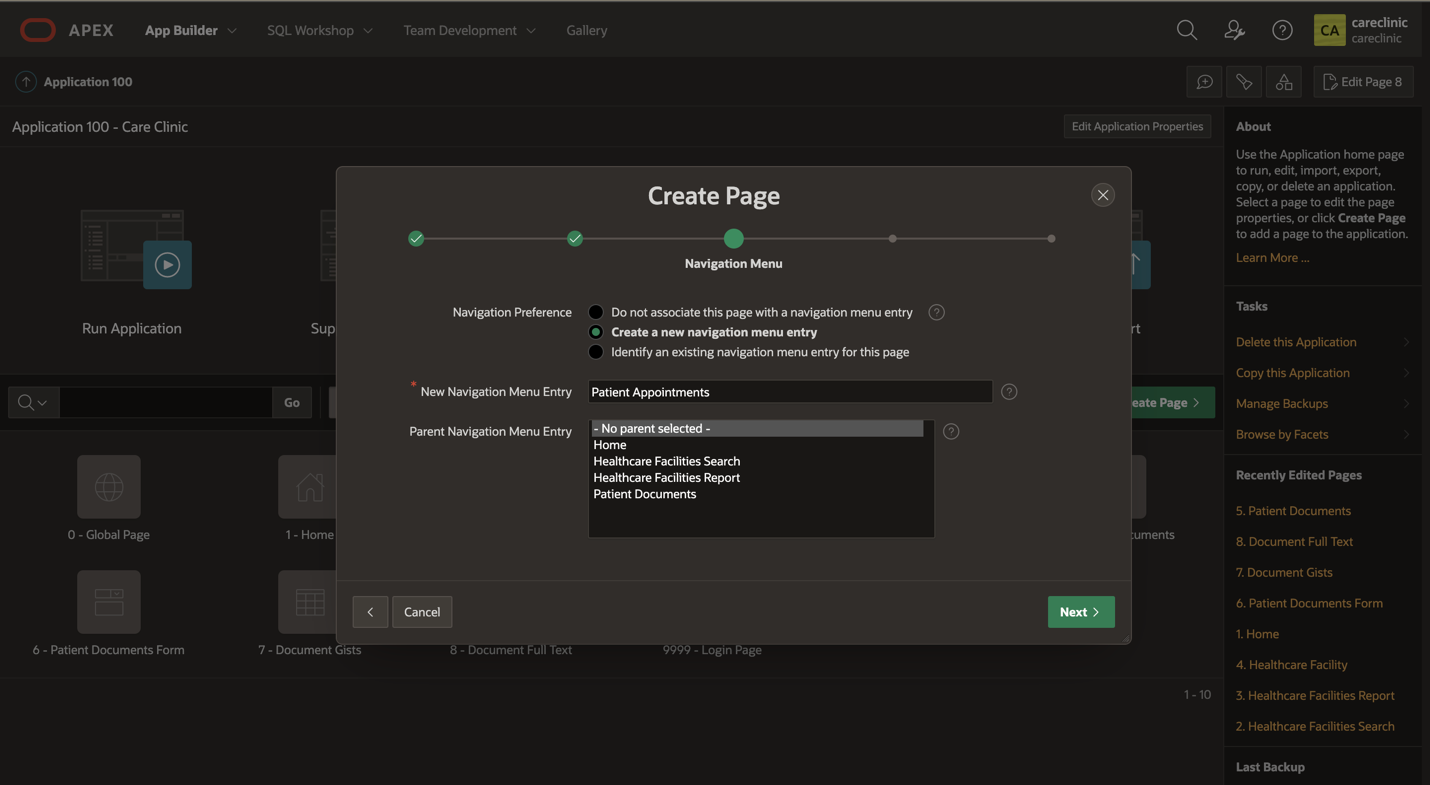 APEX
App Builder
SQL Workshop
Team Development
Gallery
CA
careclinic
careclinic
Application 100
Edit Page 8
Application 100 - Care Clinic
Edit Application Properties
Run Application
Sup
rt
Go
eate Page
0 - Global Page
1 - Home
cuments
6 - Patient Documents Form
7 - Document Gists
8 - Document Full Text
9999 - Login Page
1 - 10
Create Page
Navigation Menu
Navigation Preference
Do not associate this page with a navigation menu entry
?
Create a new navigation menu entry
Identify an existing navigation menu entry for this page
* New Navigation Menu Entry
Patient Appointments
?
Parent Navigation Menu Entry
- No parent selected -
?
Home
Healthcare Facilities Search
Healthcare Facilities Report
Patient Documents
Cancel
Next
About
Use the Application home page
to run, edit, import, export,
copy, or delete an application.
Select a page to edit the page
properties, or click Create Page
to add a page to the application.
Learn More ...
Tasks
Delete this Application
Copy this Application
Manage Backups
Browse by Facets
Recently Edited Pages
5. Patient Documents
8. Document Full Text
7. Document Gists
6. Patient Documents Form
1. Home
4. Healthcare Facility
3. Healthcare Facilities Report
2. Healthcare Facilities Search
Last Backup